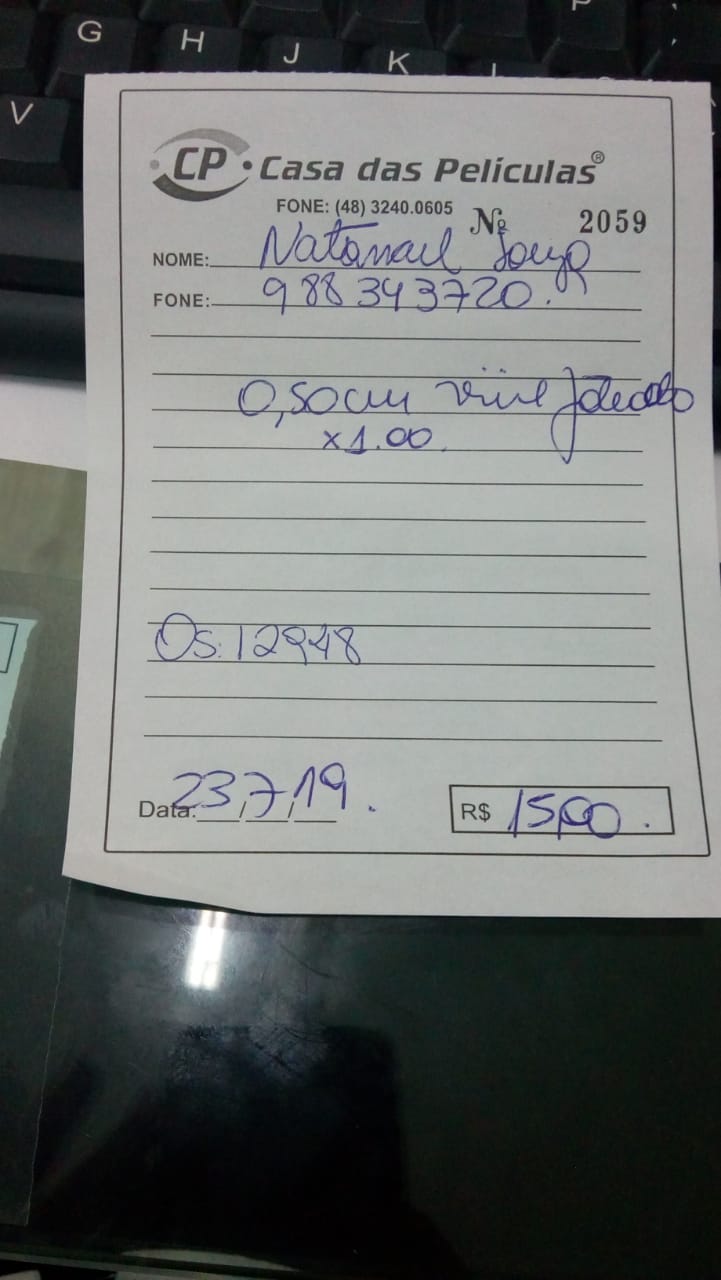 G H J K L P
V
CP Casa das Películas®
FONE: (48) 3240.0605 Nº 2059
NOME: Natanael Souza
FONE: 988343720.
0,50cm
x1.00.
Os: 12948
Data: 23/7/19.
R$ 15,00.